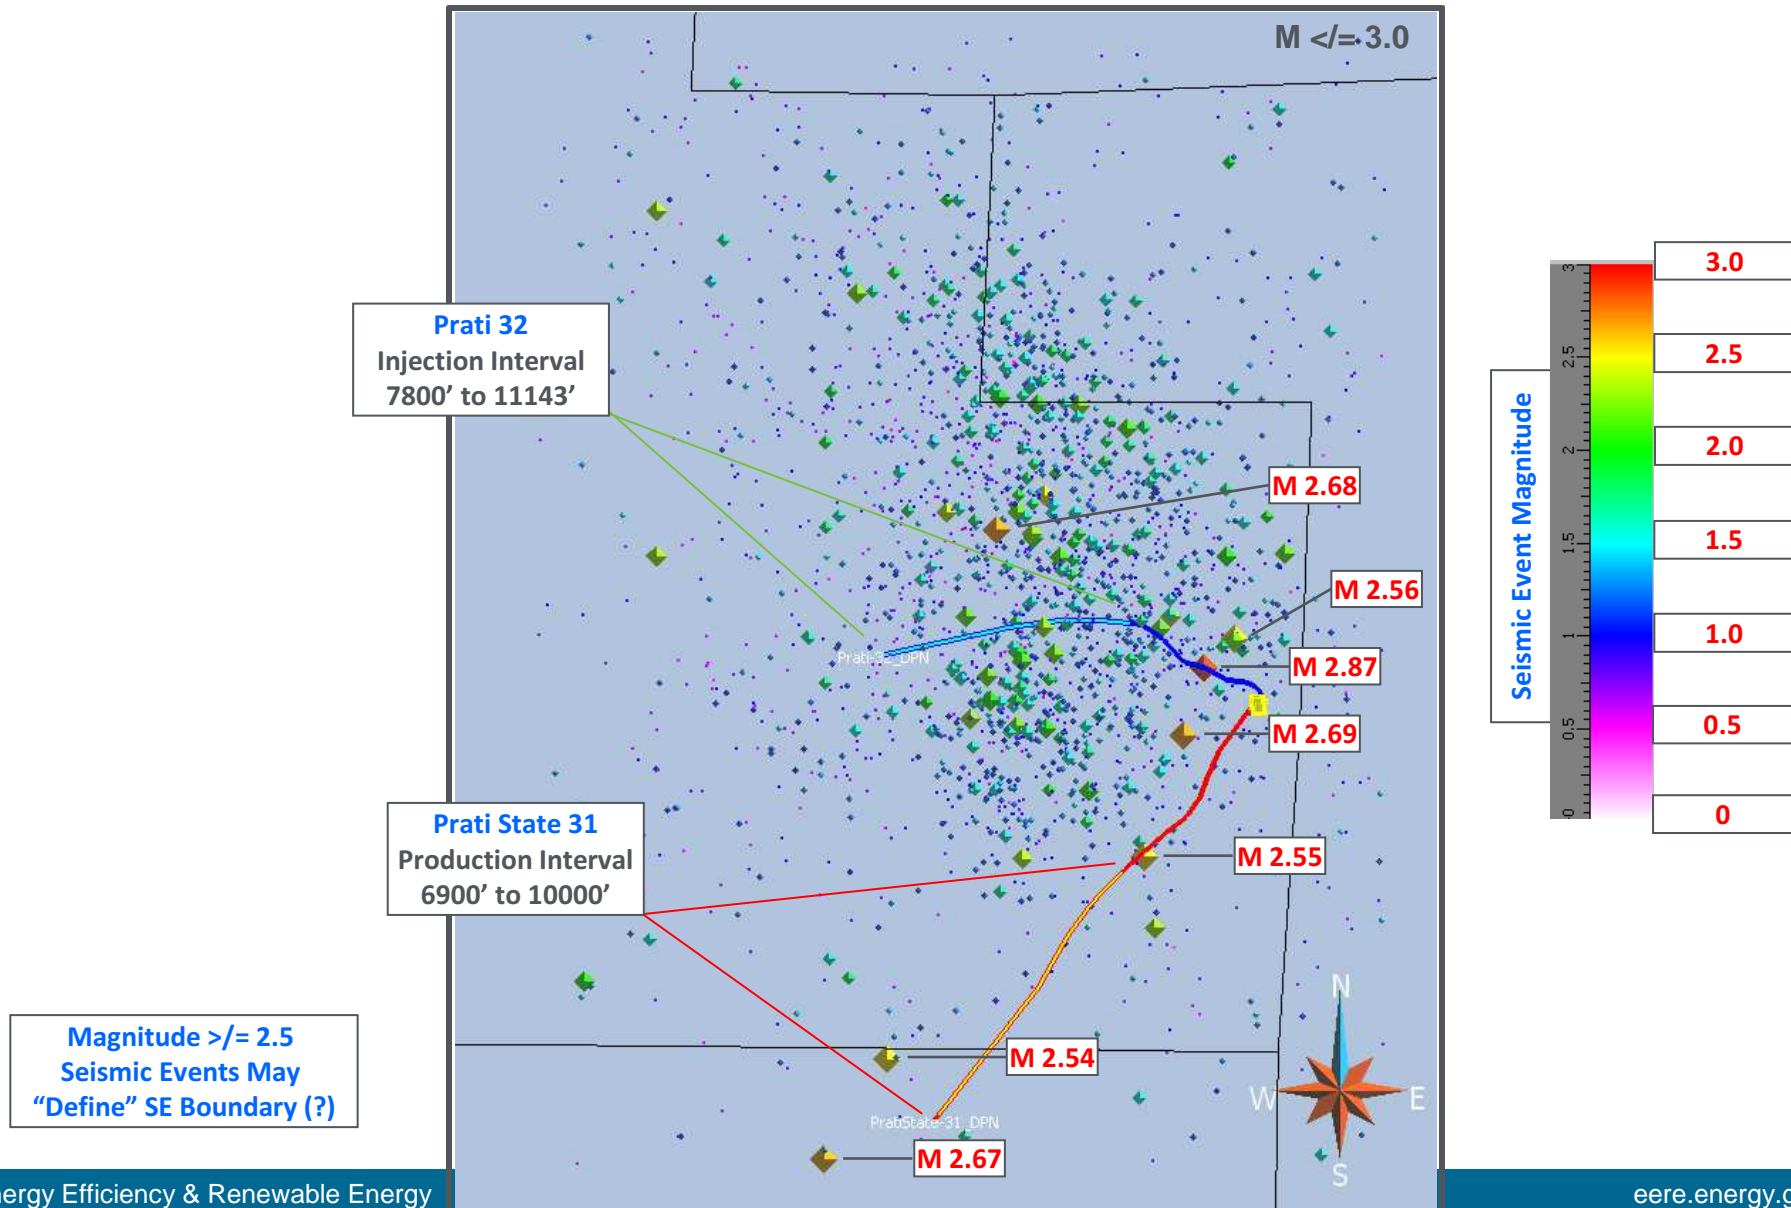 M </= 3.0
Prati 32
Injection Interval
7800’ to 11143’
M 2.68
M 2.56
M 2.87
M 2.69
M 2.55
M 2.54
M 2.67
Prati-32_DPN
PratiState-31_DPN
Prati State 31
Production Interval
6900’ to 10000’
Magnitude >/= 2.5
Seismic Events May
“Define” SE Boundary (?)
N
W
E
S
Seismic Event Magnitude
3
2.5
2
1.5
1
0.5
0
3.0
2.5
2.0
1.5
1.0
0.5
0
nergy Efficiency & Renewable Energy
eere.energy.g